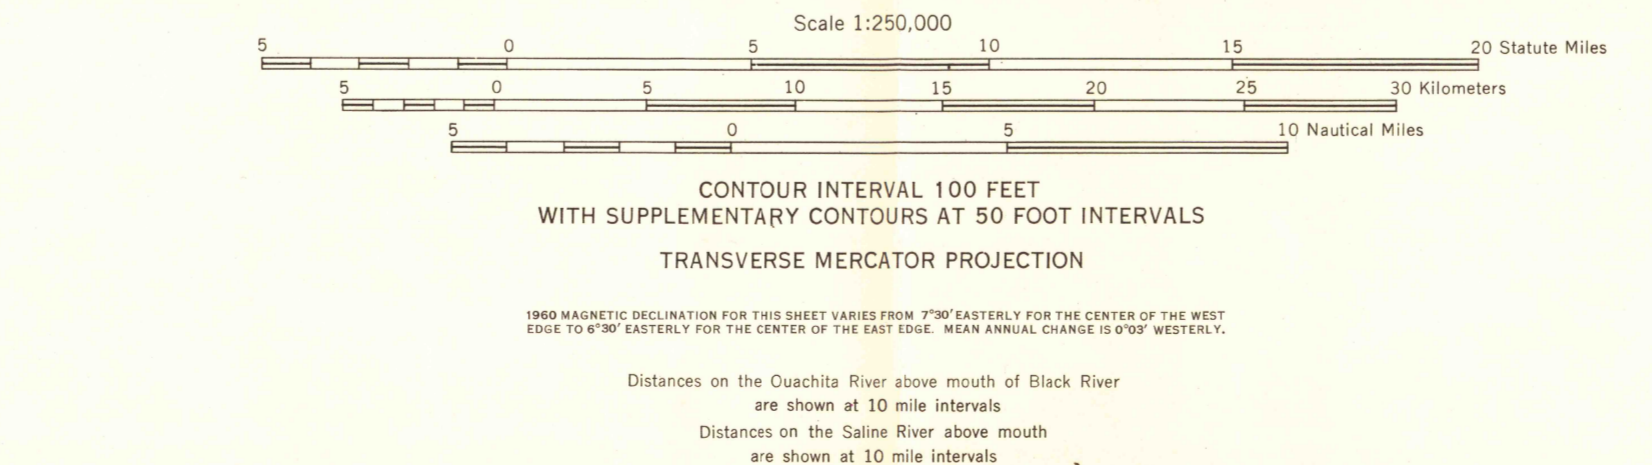 Scale 1:250,000
5 0 5 10 15 20 Statute Miles
5 0 5 10 15 20 25 30 Kilometers
5 0 5 10 Nautical Miles
CONTOUR INTERVAL 100 FEET
WITH SUPPLEMENTARY CONTOURS AT 50 FOOT INTERVALS
TRANSVERSE MERCATOR PROJECTION
1960 MAGNETIC DECLINATION FOR THIS SHEET VARIES FROM 7°30′ EASTERLY FOR THE CENTER OF THE WEST
EDGE TO 6°30′ EASTERLY FOR THE CENTER OF THE EAST EDGE. MEAN ANNUAL CHANGE IS 0°03′ WESTERLY.
Distances on the Ouachita River above mouth of Black River
are shown at 10 mile intervals
Distances on the Saline River above mouth
are shown at 10 mile intervals